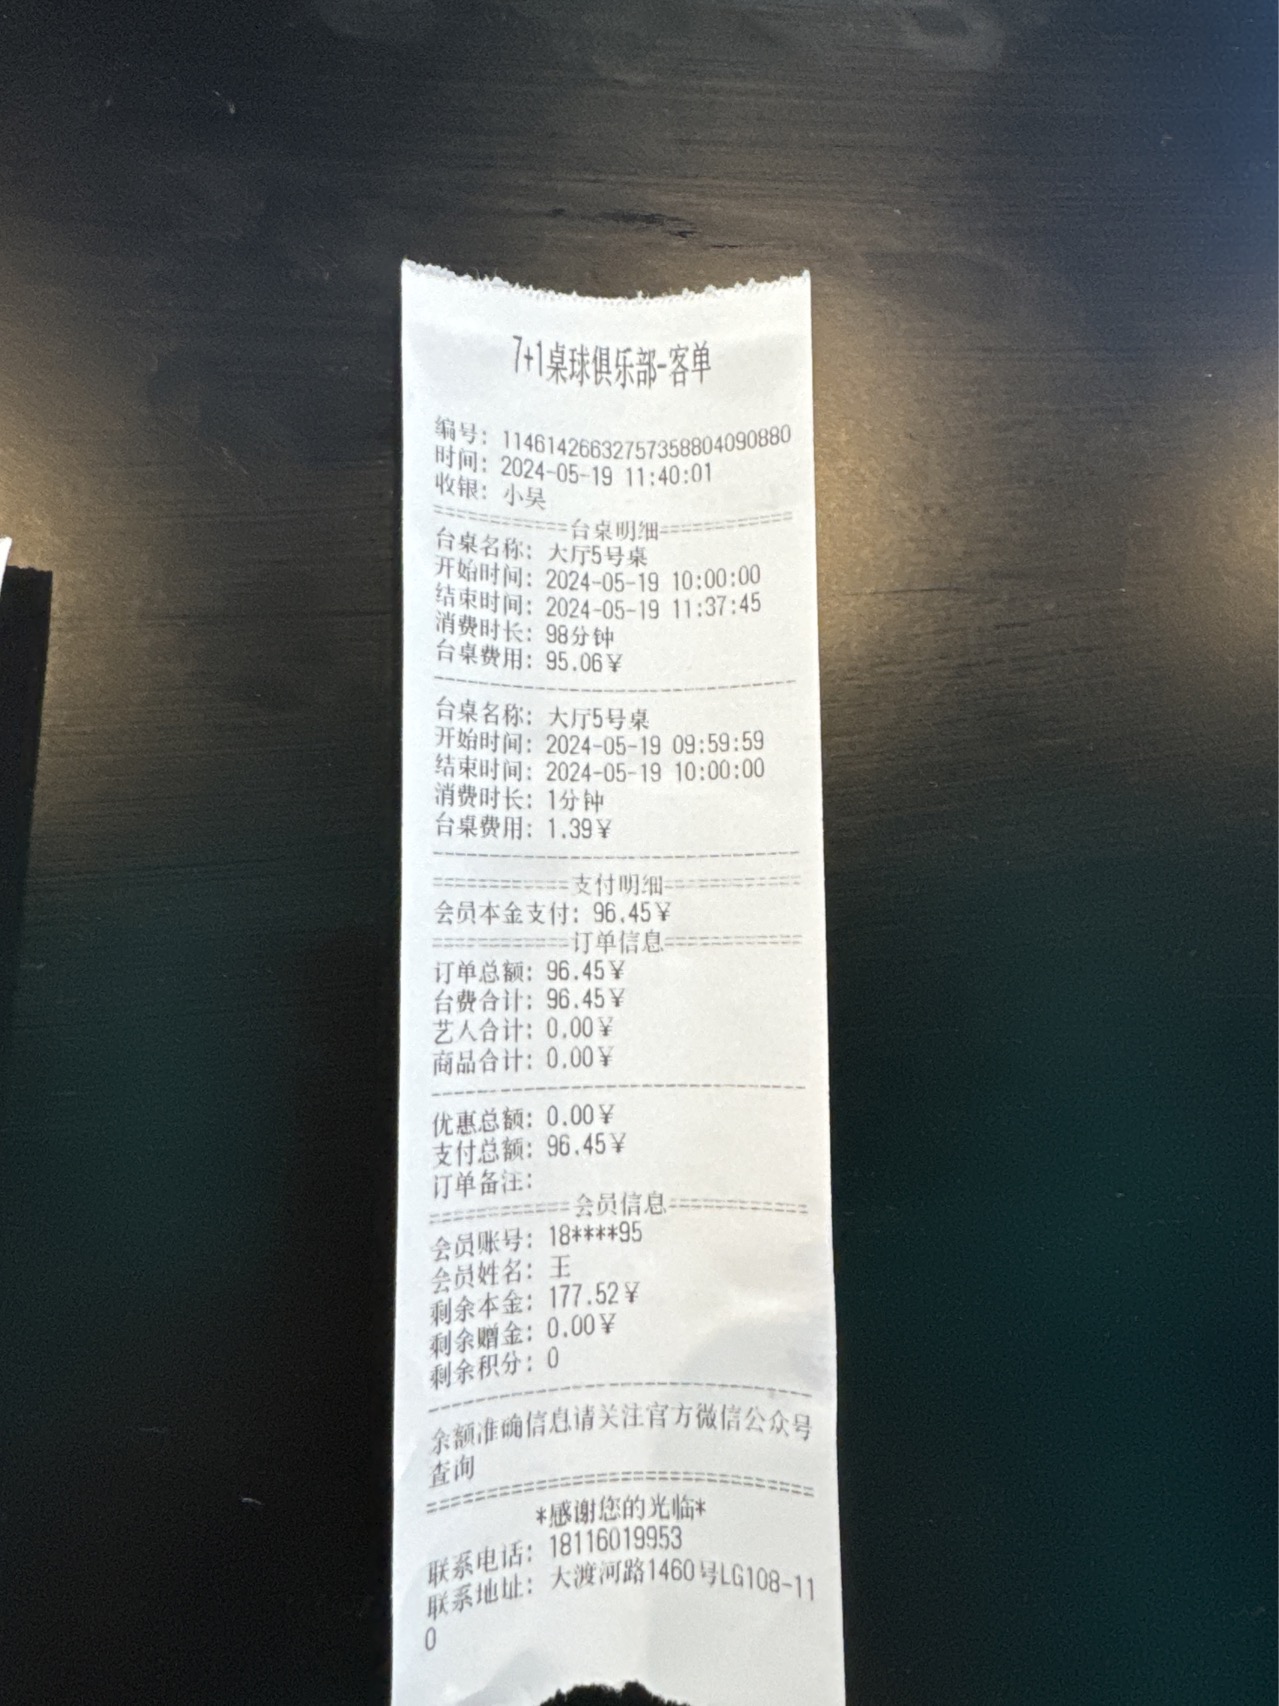 7+1桌球俱乐部-客单
编号: 1146142663275735880409​0880
时间: 2024-05-19 11:40:01
收银: 小吴
============台桌明细============
台桌名称: 大厅5号桌
开始时间: 2024-05-19 10:00:00
结束时间: 2024-05-19 11:37:45
消费时长: 98分钟
台桌费用: 95.06¥
--------------------------------
台桌名称: 大厅5号桌
开始时间: 2024-05-19 09:59:59
结束时间: 2024-05-19 10:00:00
消费时长: 1分钟
台桌费用: 1.39¥
--------------------------------
============支付明细============
会员本金支付: 96.45¥
============订单信息============
订单总额: 96.45¥
台费合计: 96.45¥
艺人合计: 0.00¥
商品合计: 0.00¥
--------------------------------
优惠总额: 0.00¥
支付总额: 96.45¥
订单备注:
============会员信息============
会员账号: 18****95
会员姓名: 王
剩余本金: 177.52¥
剩余赠金: 0.00¥
剩余积分: 0
--------------------------------
余额准确信息请关注官方微信公众号
查询
================================
*感谢您的光临*
联系电话: 18116019953
联系地址: 大渡河路1460号LG108-11
0